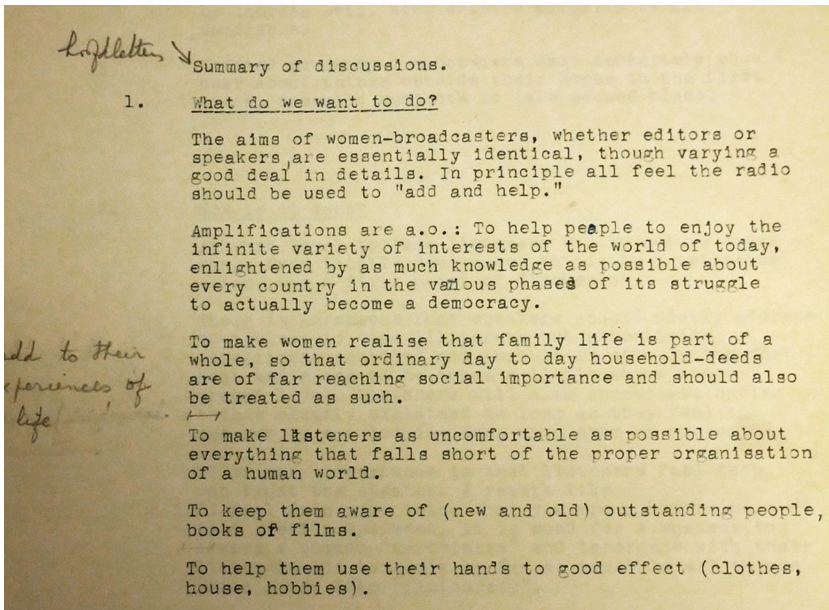 hoofdletters
Summary of discussions.
1. What do we want to do?
The aims of women-broadcasters, whether editors or
speakers,are essentially identical, though varying a
good deal in details. In principle all feel the radio
should be used to "add and help."
Amplifications are a.o.: To help people to enjoy the
infinite variety of interests of the world of today,
enlightened by as much knowledge as possible about
every country in the various phases of its struggle
to actually become a democracy.
To make women realise that family life is part of a
whole, so that ordinary day to day household-deeds
are of far reaching social importance and should also
be treated as such.
add to their
experiences of
life
To make listeners as uncomfortable as possible about
everything that falls short of the proper organisation
of a human world.
To keep them aware of (new and old) outstanding people,
books of films.
To help them use their hands to good effect (clothes,
house, hobbies).